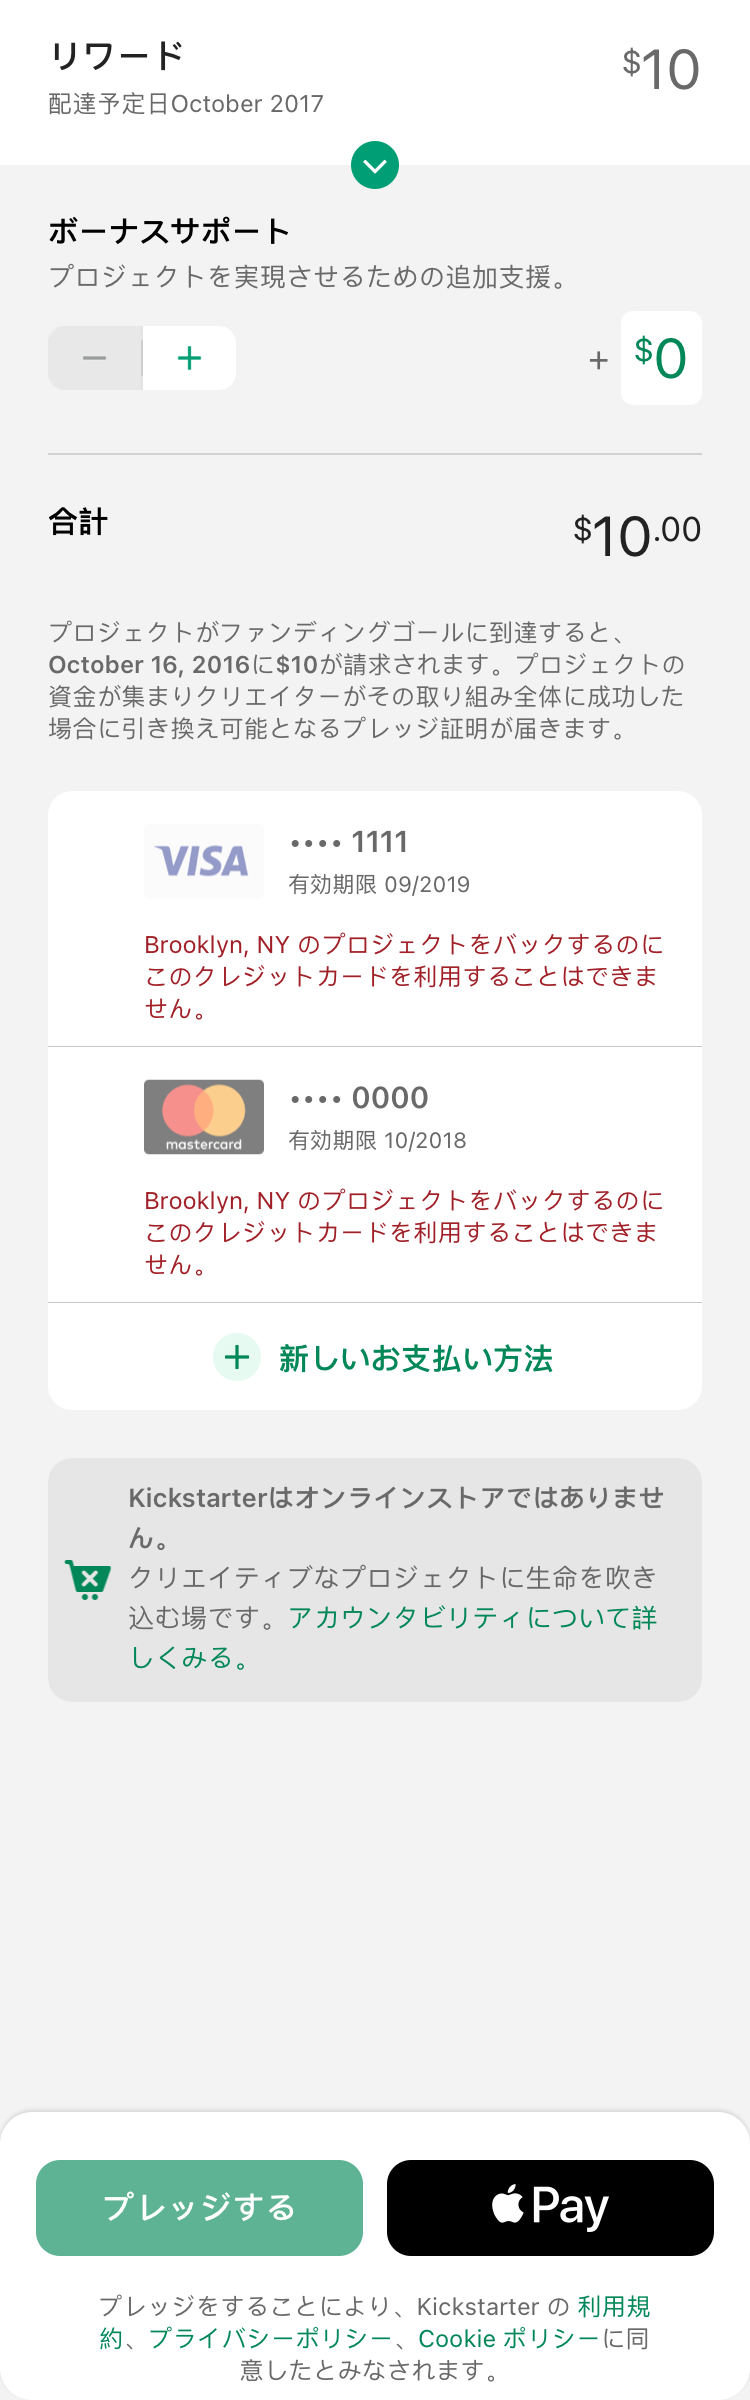 リワード
$10
配達予定日October 2017
ボーナスサポート
プロジェクトを実現させるための追加支援。
− + + $0
合計
$10.00
プロジェクトがファンディングゴールに到達すると、
October 16, 2016に$10が請求されます。プロジェクトの
資金が集まりクリエイターがその取り組み全体に成功した
場合に引き換え可能となるプレッジ証明が届きます。
VISA •••• 1111
有効期限 09/2019
Brooklyn, NY のプロジェクトをバックするのに
このクレジットカードを利用することはできま
せん。
•••• 0000
mastercard
有効期限 10/2018
Brooklyn, NY のプロジェクトをバックするのに
このクレジットカードを利用することはできま
せん。
+ 新しいお支払い方法
Kickstarterはオンラインストアではありませ
ん。
クリエイティブなプロジェクトに生命を吹き
込む場です。アカウンタビリティについて詳
しくみる。
プレッジする
Pay
プレッジをすることにより、Kickstarter の 利用規
約、プライバシーポリシー、Cookie ポリシーに同
意したとみなされます。